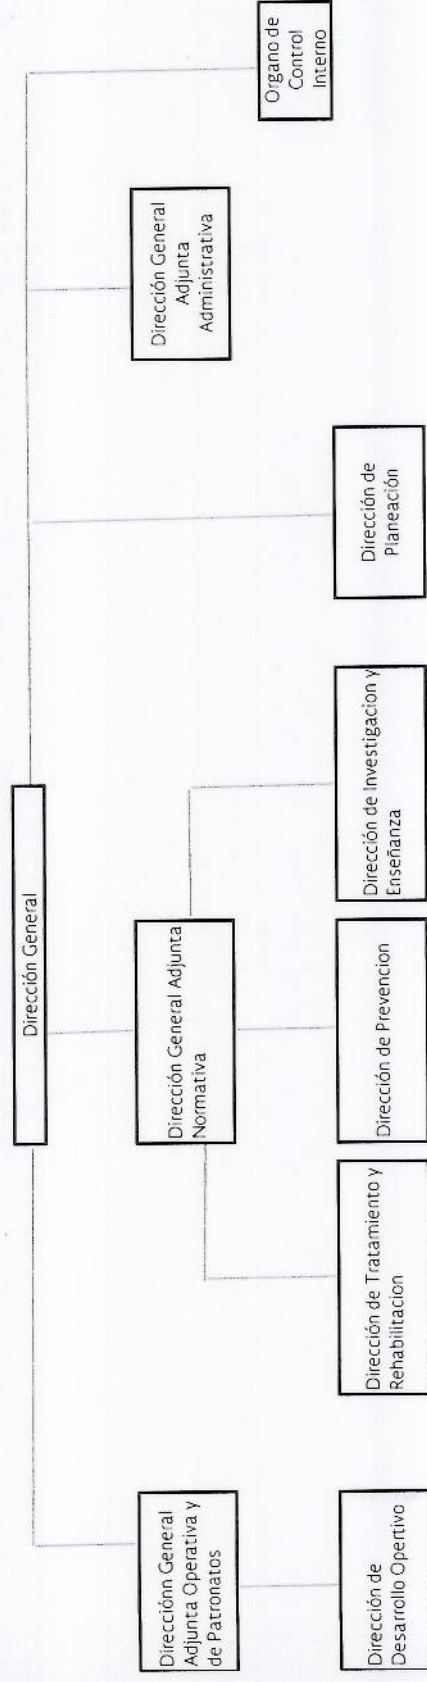 Dirección General
Direcciónn General
Adjunta Operativa y
de Patronatos
Dirección General Adjunta
Normativa
Dirección General
Adjunta
Administrativa
Organo de
Control
Interno
Dirección de
Desarrollo Opertivo
Dirección de Tratamiento y
Rehabilitacion
Dirección de Prevencion
Dirección de Investigacion y
Enseñanza
Dirección de
Planeación